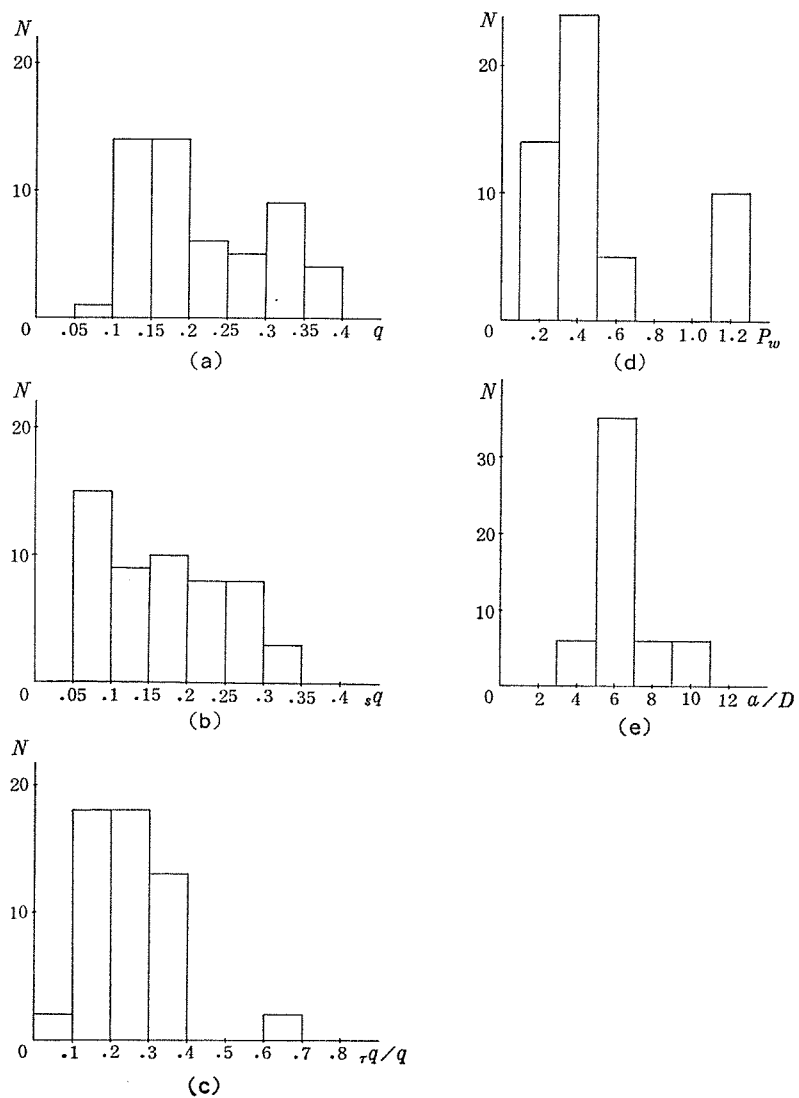 N
20
10
0 .05 .1 .15 .2 .25 .3 .35 .4 q
(a)
N
20
10
0 .05 .1 .15 .2 .25 .3 .35 .4 sq
(b)
N
20
10
0 .1 .2 .3 .4 .5 .6 .7 .8 τq/q
(c)
N
20
10
0 .2 .4 .6 .8 1.0 1.2 Pw
(d)
N
30
20
10
0 2 4 6 8 10 12 a/D
(e)